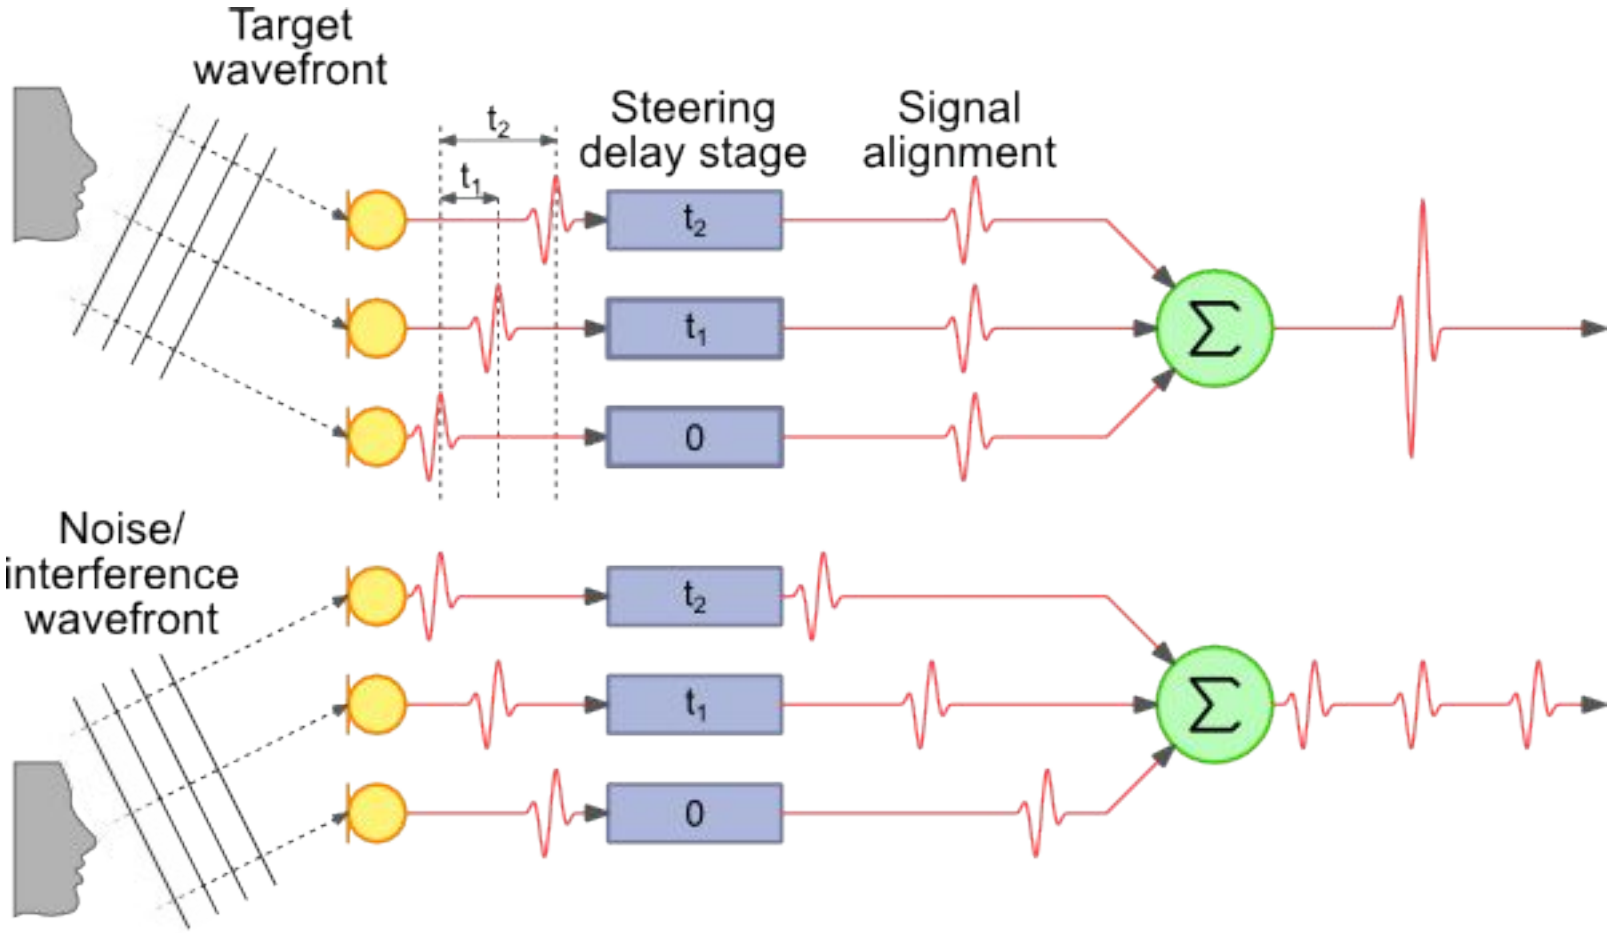 Target
wavefront
Steering
delay stage
Signal
alignment
t₂
t₁
t₂
t₁
0
Σ
Noise/
interference
wavefront
t₂
t₁
0
Σ